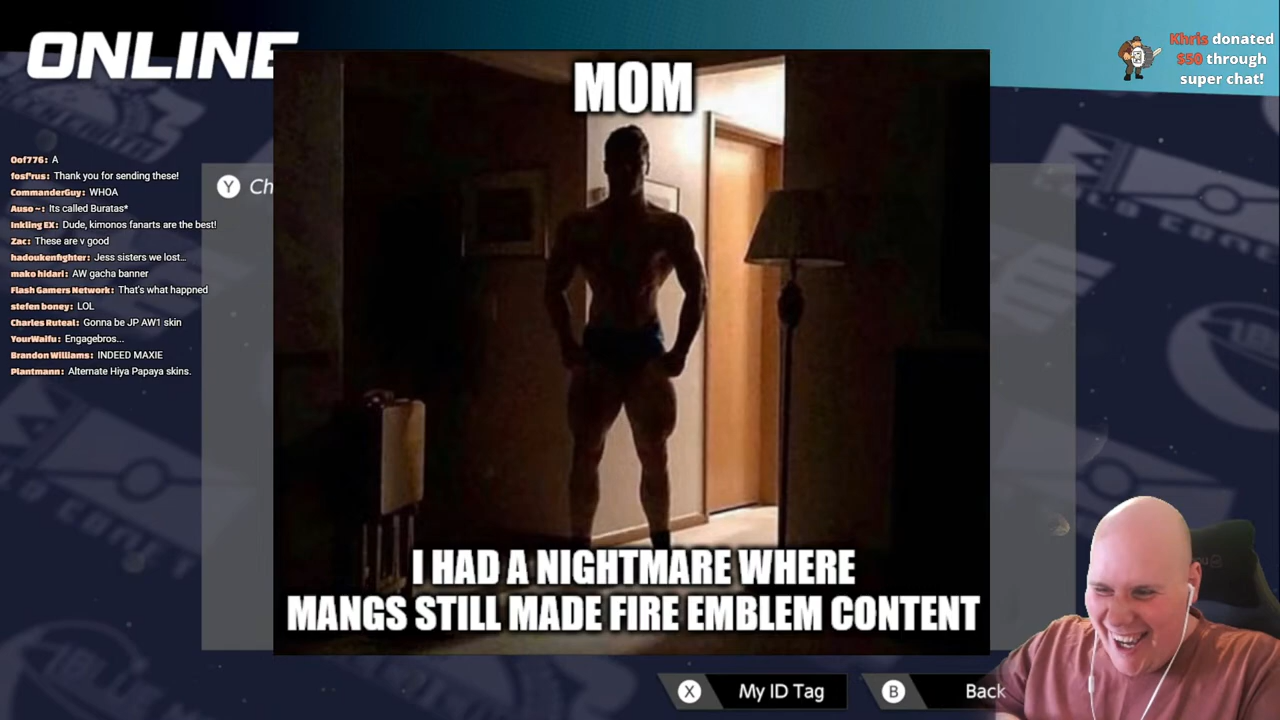 ONLINE
Khris donated
$50 through
super chat!
MOM
Oof776: A
fosf²rus: Thank you for sending these!
CommanderGuy: WHOA
Auso ~: Its called Buratas*
Inkling EX: Dude, kimonos fanarts are the best!
Zac: These are v good
hadoukenfighter: Jess sisters we lost...
mako hidari: AW gacha banner
Flash Gamers Network: That's what happned
stefen boney: LOL
Charles Ruteal: Gonna be JP AW1 skin
YourWaifu: Engagebros...
Brandon Williams: INDEED MAXIE
Plantmann: Alternate Hiya Papaya skins.
Y Ch
I HAD A NIGHTMARE WHERE
MANGS STILL MADE FIRE EMBLEM CONTENT
X My ID Tag
B Back